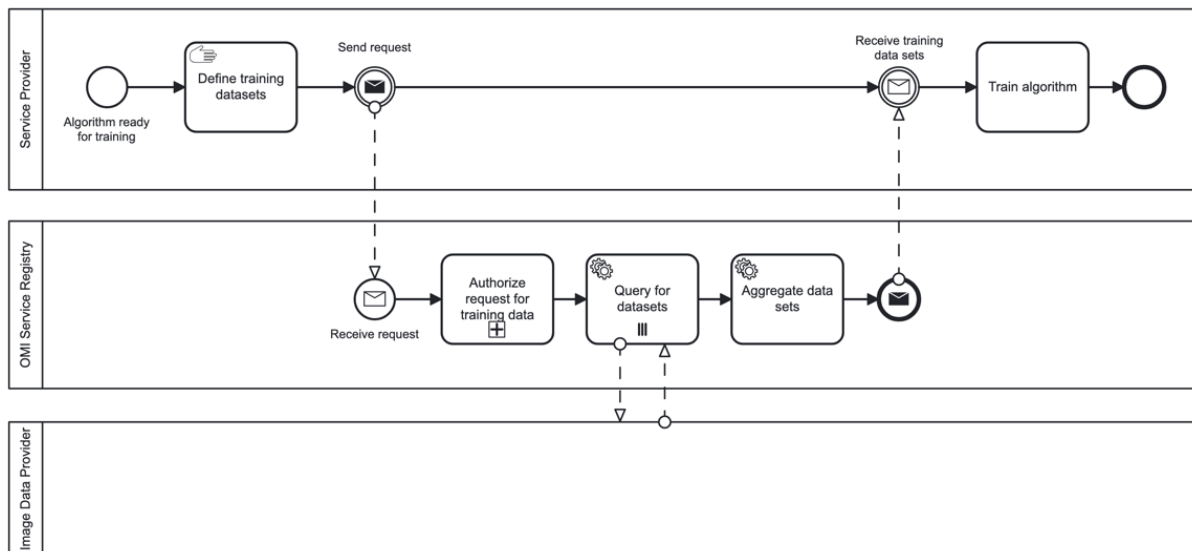 Service Provider
Algorithm ready
for training
Define training
datasets
Send request
Receive training
data sets
Train algorithm
OMI Service Registry
Receive request
Authorize
request for
training data
Query for
datasets
Aggregate data
sets
Image Data Provider